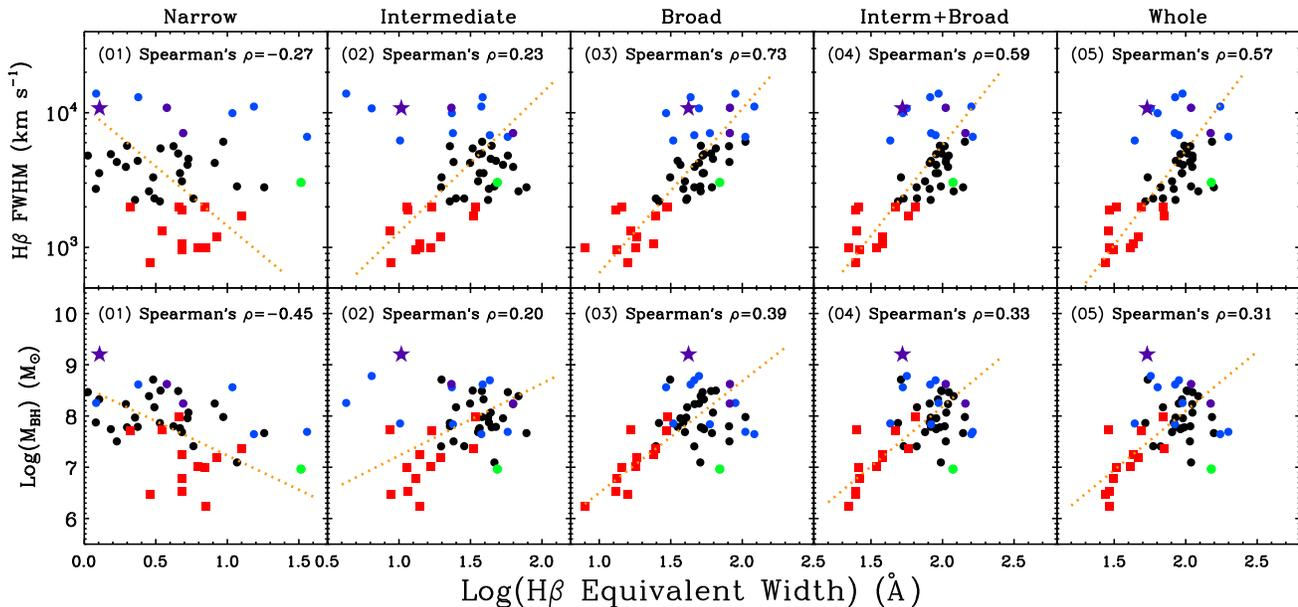 Narrow Intermediate Broad Interm+Broad Whole
(01) Spearman's ρ=−0.27 (02) Spearman's ρ=0.23 (03) Spearman's ρ=0.73 (04) Spearman's ρ=0.59 (05) Spearman's ρ=0.57
Hβ FWHM (km s⁻¹)
10⁴
10³
(01) Spearman's ρ=−0.45 (02) Spearman's ρ=0.20 (03) Spearman's ρ=0.39 (04) Spearman's ρ=0.33 (05) Spearman's ρ=0.31
Log(M_BH) (M_⊙)
10
9
8
7
6
0.0 0.5 1.0 1.5 0.5 1.0 1.5 2.0 1.0 1.5 2.0 2.5 1.5 2.0 2.5 1.5 2.0 2.5
Log(Hβ Equivalent Width) (Å)